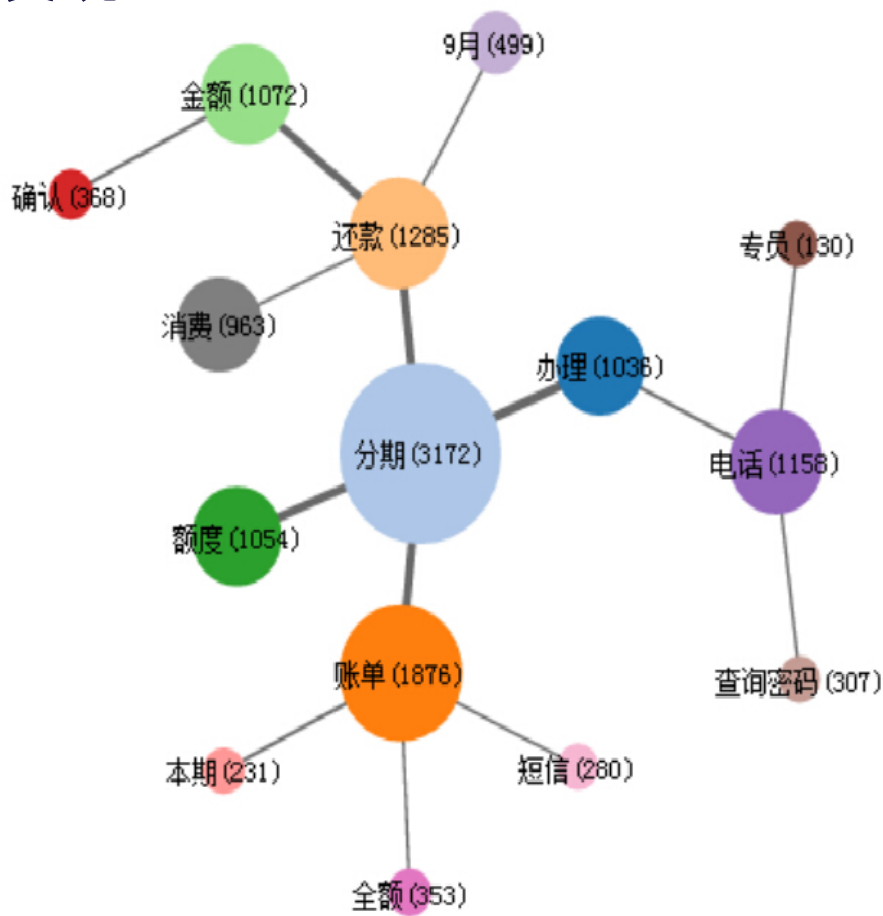 9月(499)
金额(1072)
确认(368)
还款(1285)
专员(130)
消费(963)
办理(1036)
分期(3172)
电话(1158)
额度(1054)
账单(1876)
查询密码(307)
本期(231)
短信(280)
全额(353)